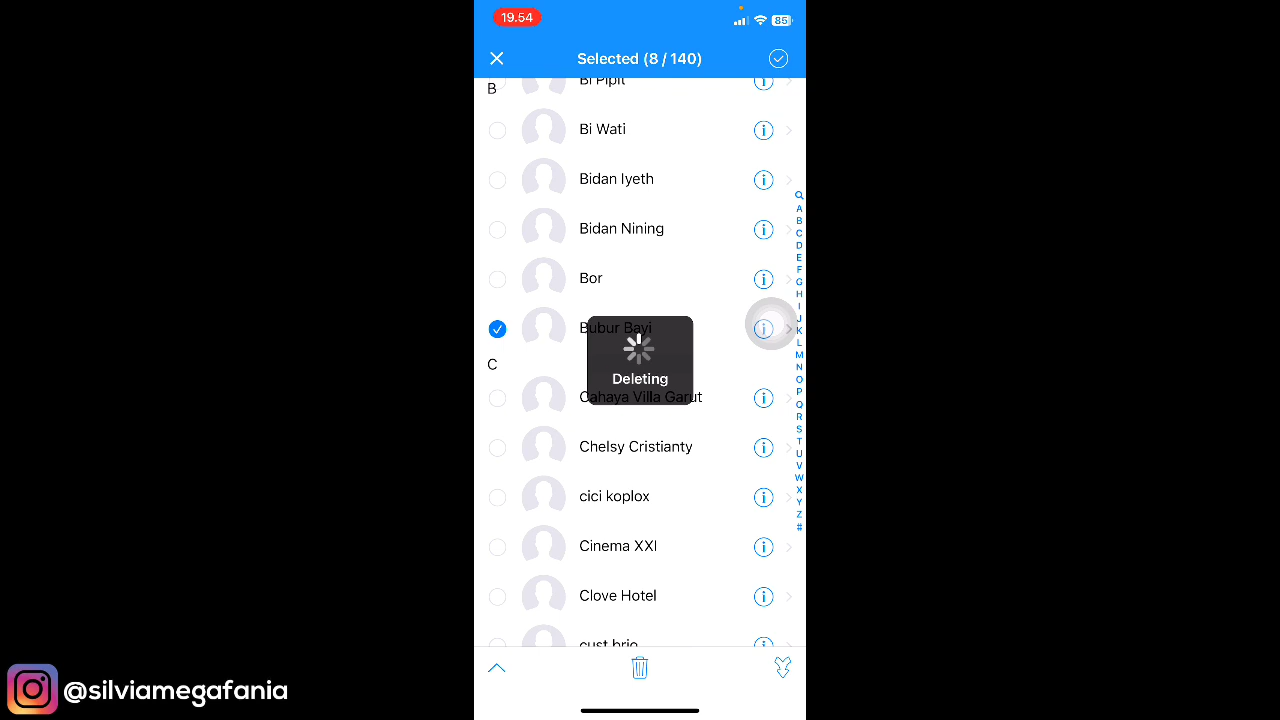 19.54
85
Selected (8 / 140)
Bi Pipit
B
Bi Wati
Bidan Iyeth
Bidan Nining
Bor
Bubur Bayi
C
Cahaya Villa Garut
Deleting
Chelsy Cristianty
cici koplox
Cinema XXI
Clove Hotel
cust brio
A
B
C
D
E
F
G
H
I
J
K
L
M
N
O
P
Q
R
S
T
U
V
W
X
Y
Z
#
@silviamegafania